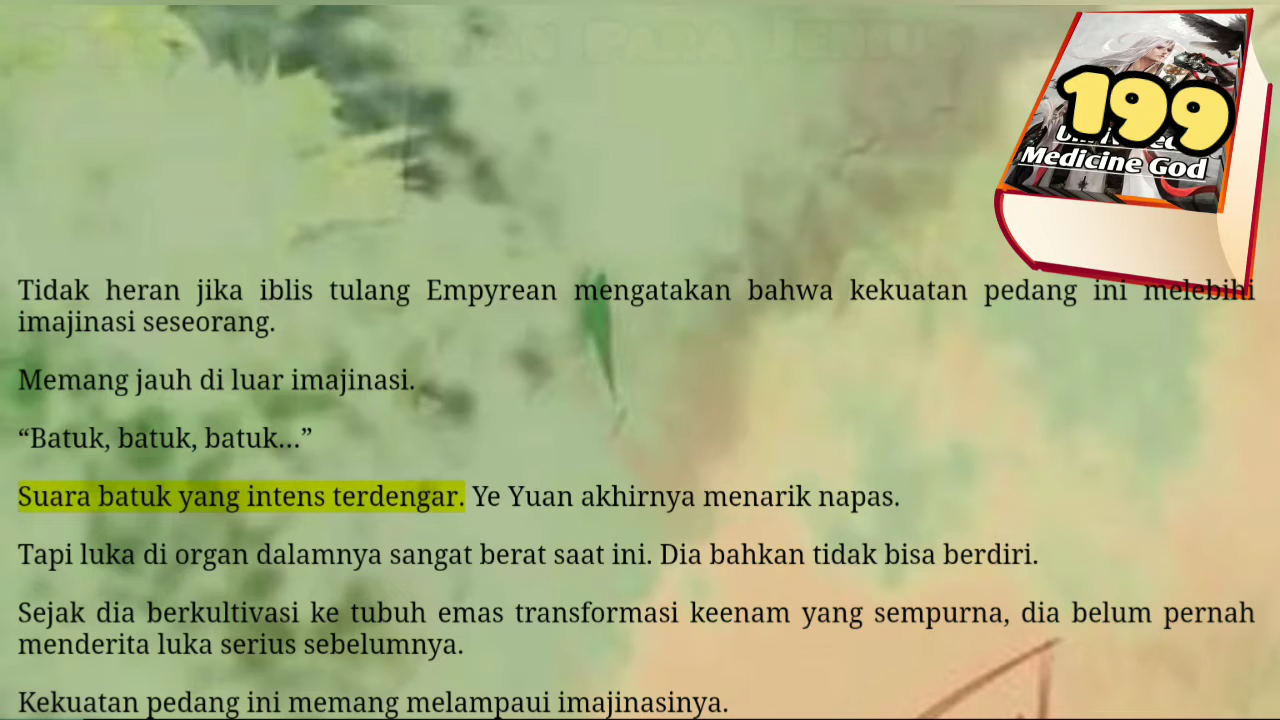 199
Medicine God
Tidak heran jika iblis tulang Empyrean mengatakan bahwa kekuatan pedang ini melebihi
imajinasi seseorang.
Memang jauh di luar imajinasi.
“Batuk, batuk, batuk...”
Suara batuk yang intens terdengar. Ye Yuan akhirnya menarik napas.
Tapi luka di organ dalamnya sangat berat saat ini. Dia bahkan tidak bisa berdiri.
Sejak dia berkultivasi ke tubuh emas transformasi keenam yang sempurna, dia belum pernah
menderita luka serius sebelumnya.
Kekuatan pedang ini memang melampaui imajinasinya.